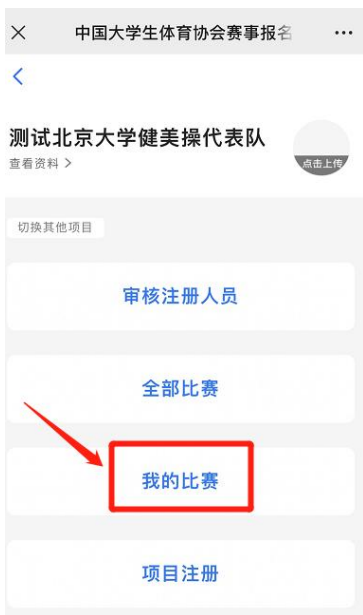 中国大学生体育协会赛事报名
测试北京大学健美操代表队
查看资料 >
点击上传
切换其他项目
审核注册人员
全部比赛
我的比赛
项目注册